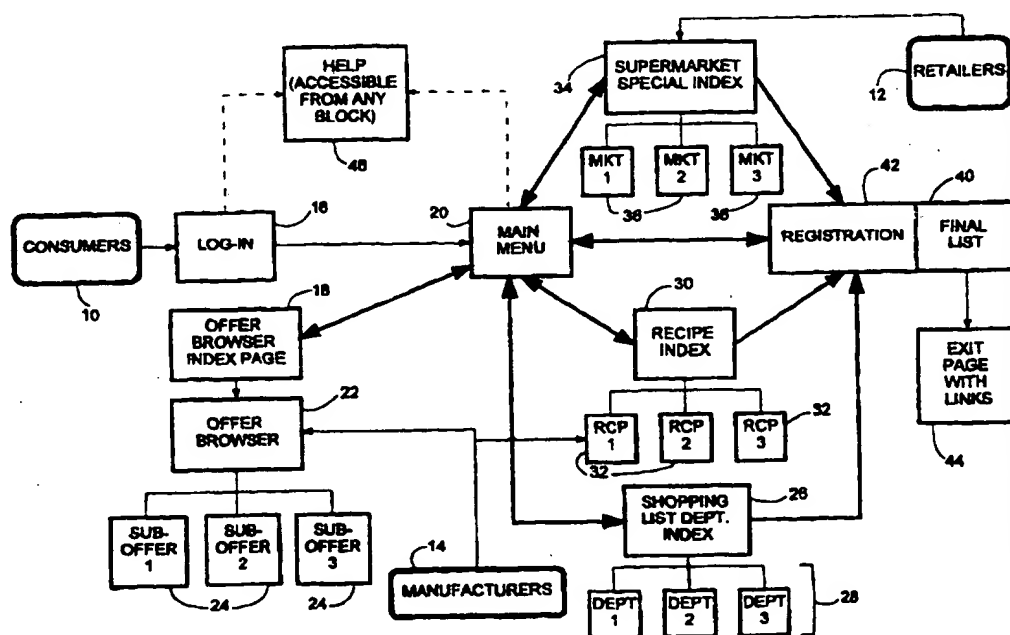 HELP
(ACCESSIBLE
FROM ANY
BLOCK)
46
34
SUPERMARKET
SPECIAL INDEX
RETAILERS
12
MKT
1
MKT
2
MKT
3
36
36
CONSUMERS
10
16
LOG-IN
20
MAIN
MENU
42
40
REGISTRATION
FINAL
LIST
18
OFFER
BROWSER
INDEX PAGE
30
RECIPE
INDEX
EXIT
PAGE
WITH
LINKS
44
22
OFFER
BROWSER
RCP
1
RCP
2
RCP
3
32
32
SUB-
OFFER
1
SUB-
OFFER
2
SUB-
OFFER
3
24
24
14
MANUFACTURERS
26
SHOPPING
LIST DEPT.
INDEX
DEPT
1
DEPT
2
DEPT
3
28